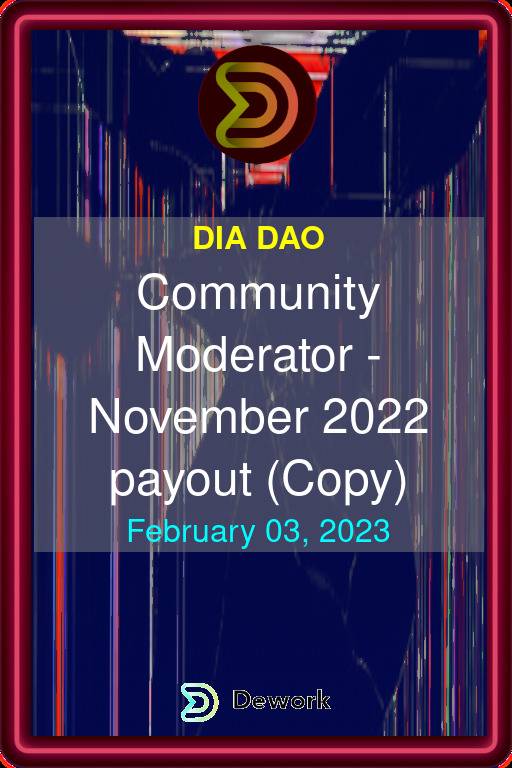 DIA DAO
Community
Moderator -
November 2022
payout (Copy)
February 03, 2023
Dework